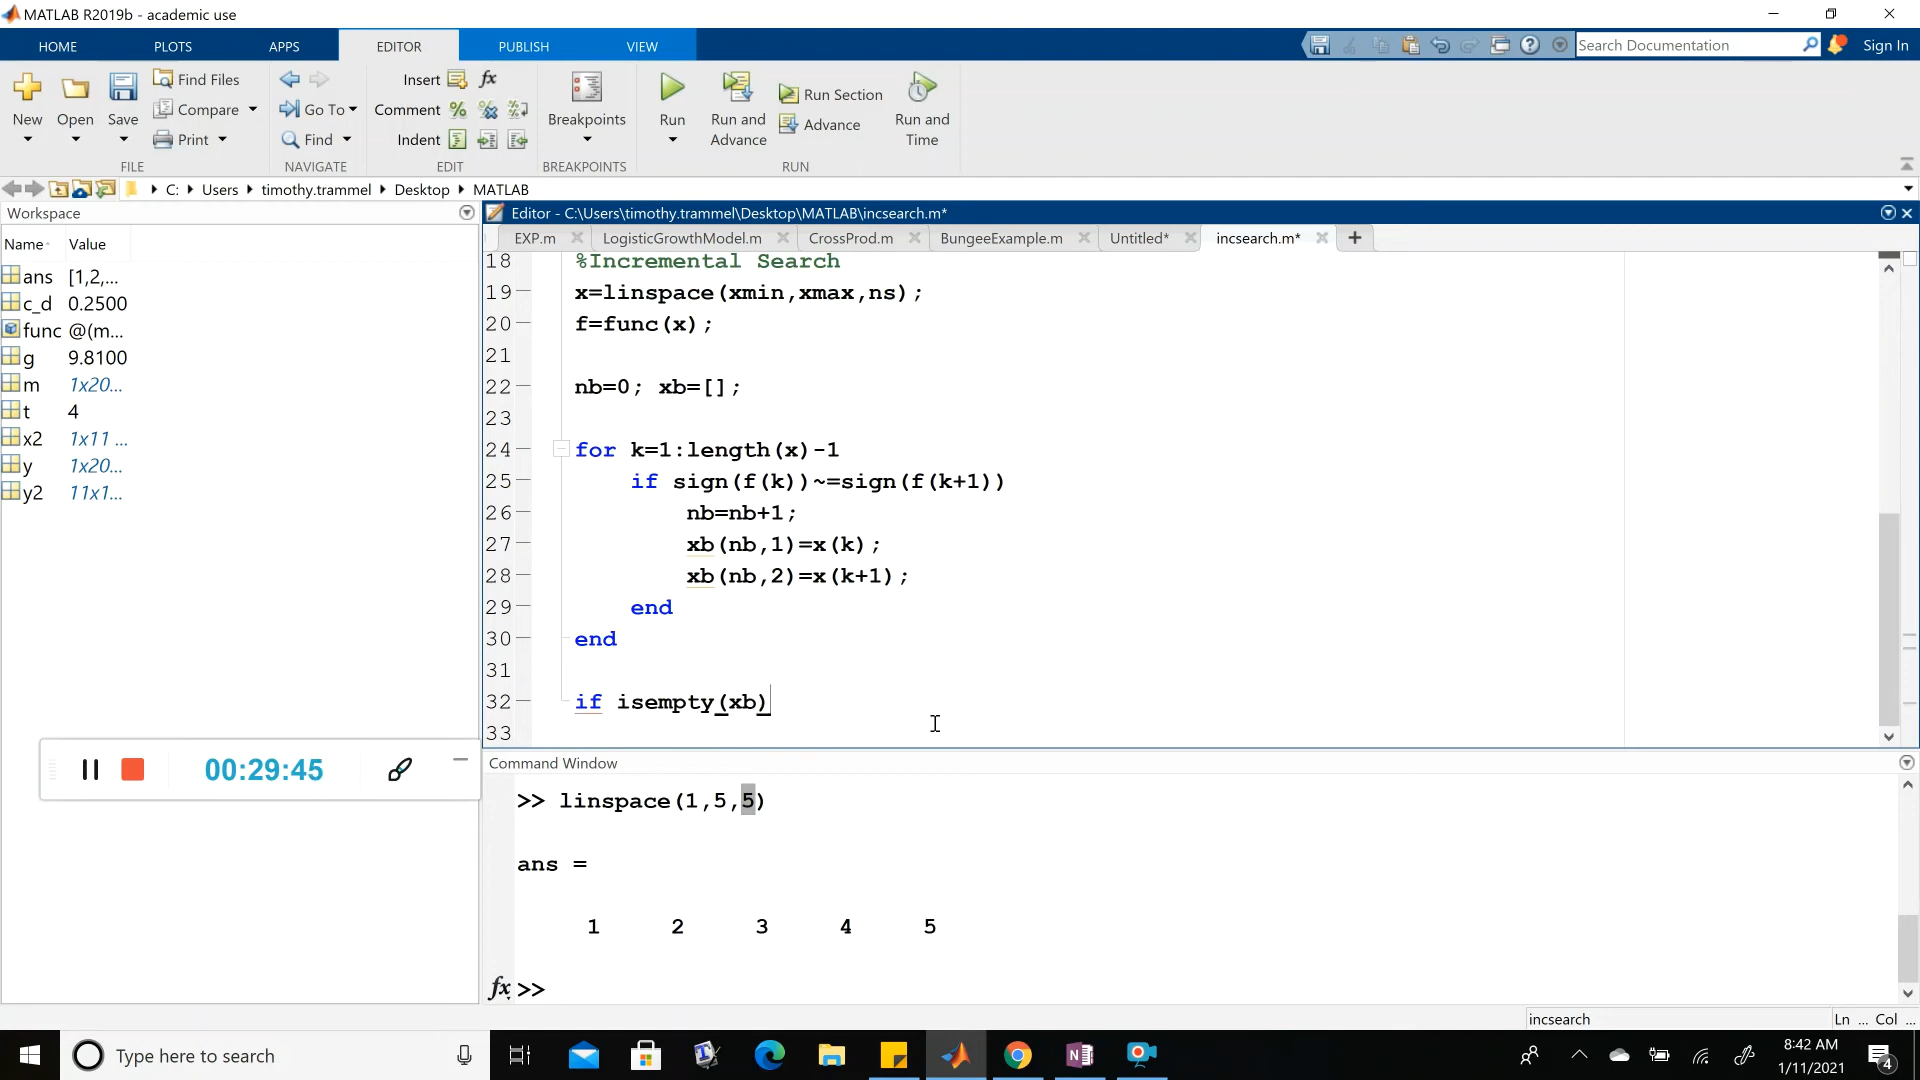 MATLAB R2019b - academic use
HOME PLOTS APPS EDITOR PUBLISH VIEW Search Documentation Sign In
New Open Save Find Files Compare Print
Go To Find
Insert fx Comment Indent
Breakpoints
Run Run and Advance Run Section Advance Run and Time
FILE NAVIGATE EDIT BREAKPOINTS RUN
C: Users timothy.trammel Desktop MATLAB
Workspace
Name Value
ans [1,2,...
c_d 0.2500
func @(m...
g 9.8100
m 1x20...
t 4
x2 1x11 ...
y 1x20...
y2 11x1...
Editor - C:\Users\timothy.trammel\Desktop\MATLAB\incsearch.m*
EXP.m LogisticGrowthModel.m CrossProd.m BungeeExample.m Untitled* incsearch.m*
18 %Incremental Search
19 x=linspace(xmin,xmax,ns);
20 f=func(x);
21
22 nb=0; xb=[];
23
24 for k=1:length(x)-1
25 if sign(f(k))~=sign(f(k+1))
26 nb=nb+1;
27 xb(nb,1)=x(k);
28 xb(nb,2)=x(k+1);
29 end
30 end
31
32 if isempty(xb)
33
00:29:45
Command Window
>> linspace(1,5,5)
ans =
1 2 3 4 5
fx >>
incsearch Ln ... Col ...
Type here to search
8:42 AM
1/11/2021
4